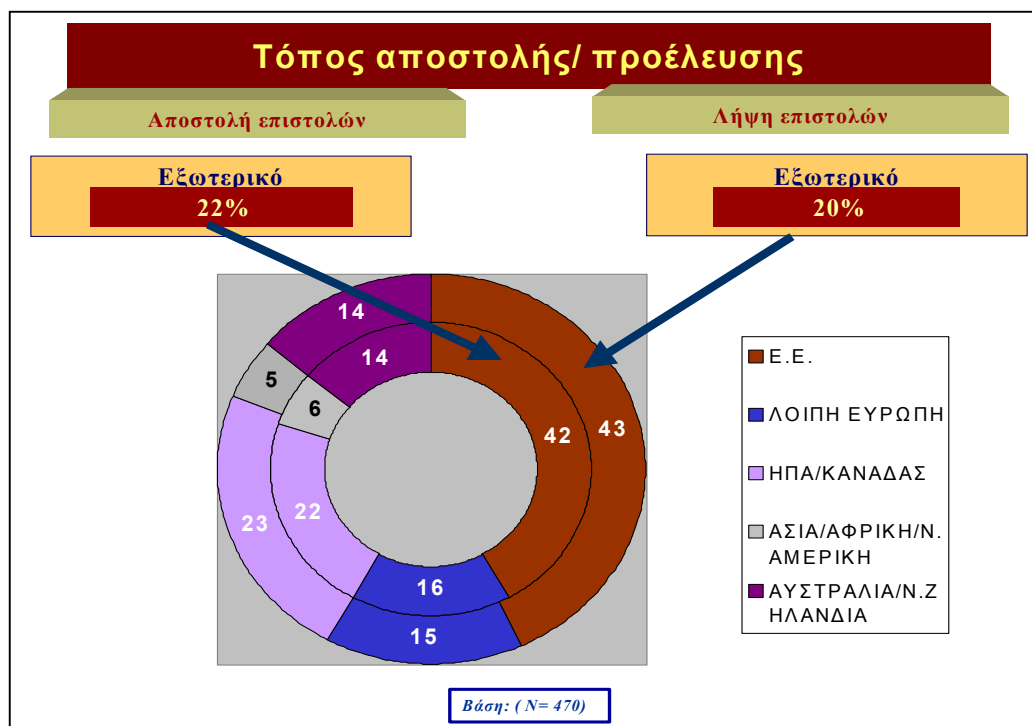 Τόπος αποστολής/ προέλευσης
Αποστολή επιστολών
Λήψη επιστολών
Εξωτερικό
22%
Εξωτερικό
20%
14
14
5
6
42
43
23
22
16
15
Ε.Ε.
ΛΟΙΠΗ ΕΥΡΩΠΗ
ΗΠΑ/ΚΑΝΑΔΑΣ
ΑΣΙΑ/ΑΦΡΙΚΗ/Ν.
ΑΜΕΡΙΚΗ
ΑΥΣΤΡΑΛΙΑ/Ν.Ζ
ΗΛΑΝΔΙΑ
Βάση: ( Ν= 470)